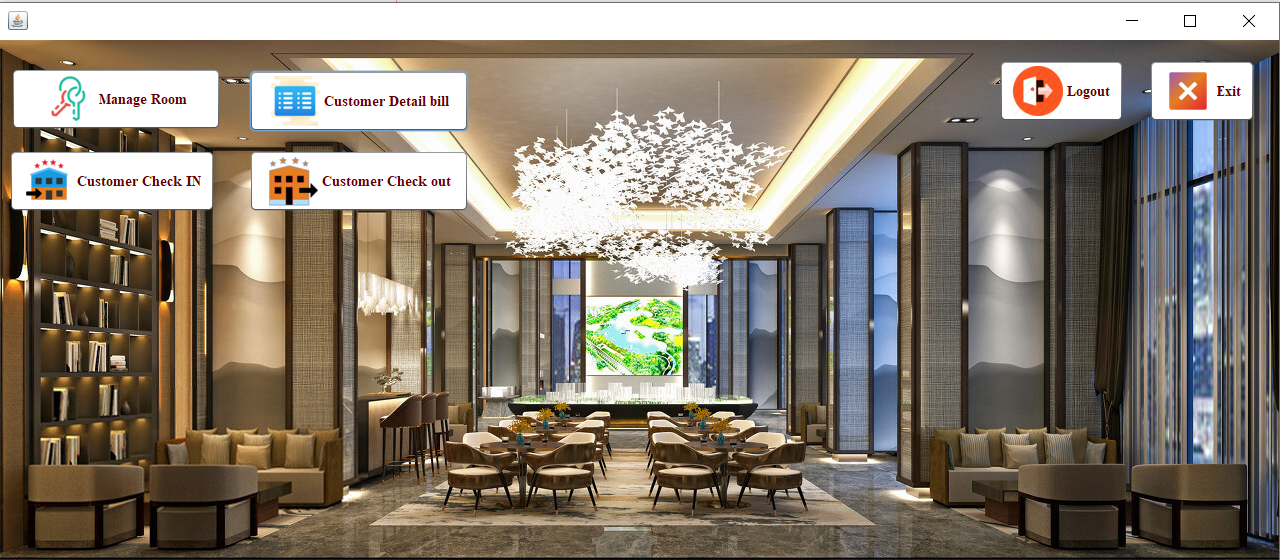 Manage Room
Customer Detail bill
Logout
Exit
Customer Check IN
Customer Check out